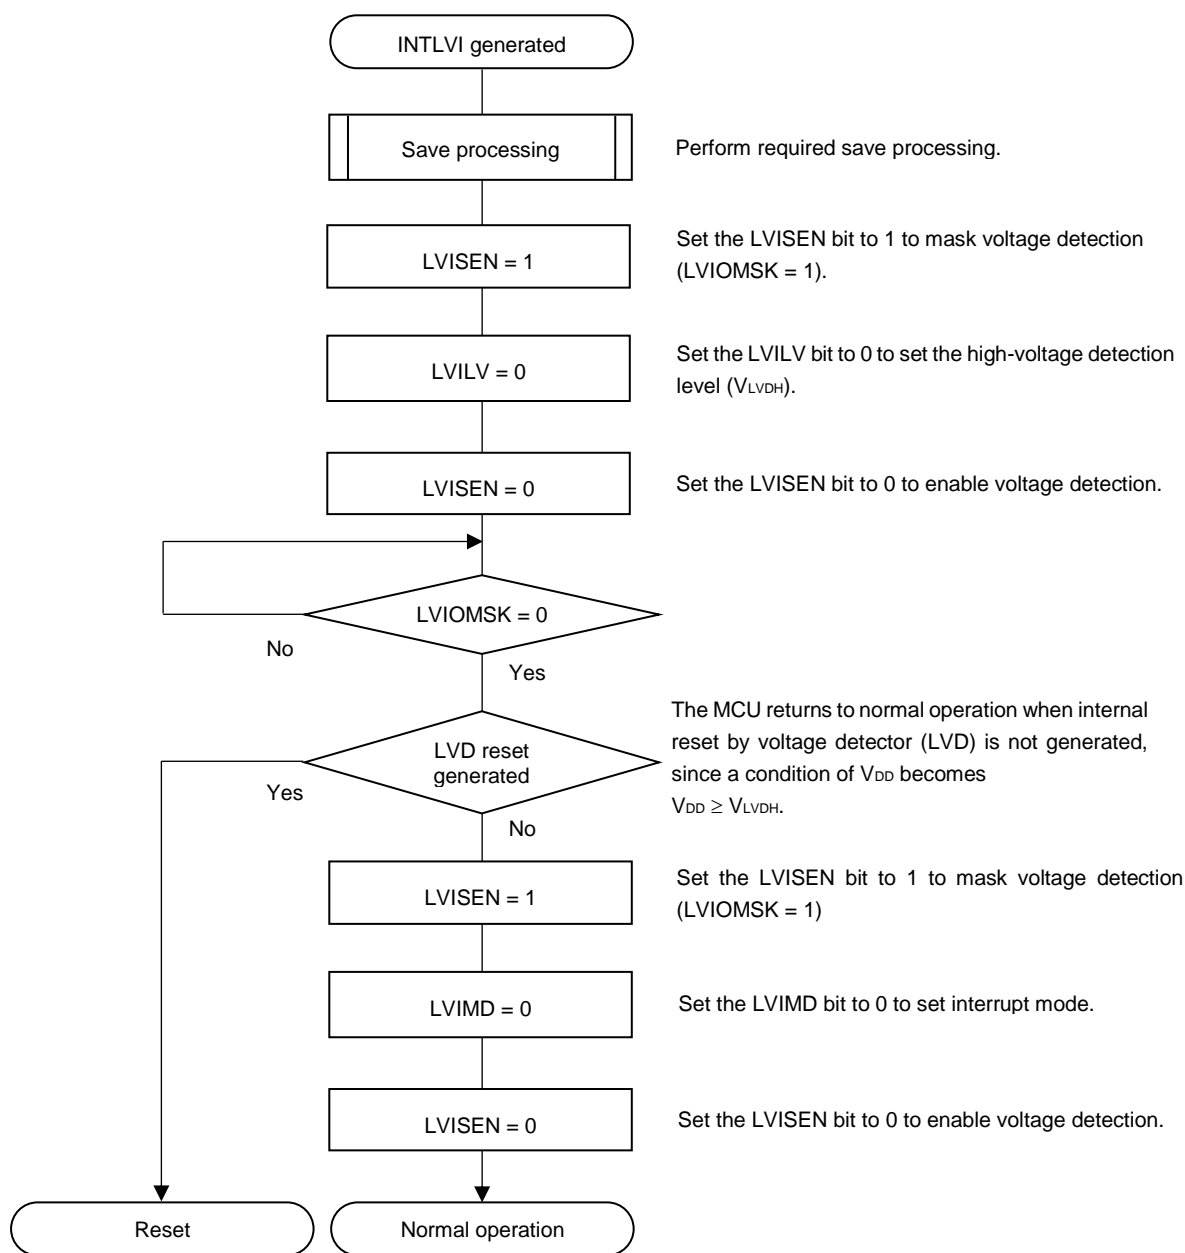 INTLVI generated
Save processing
Perform required save processing.
LVISEN = 1
Set the LVISEN bit to 1 to mask voltage detection
(LVIOMSK = 1).
LVILV = 0
Set the LVILV bit to 0 to set the high-voltage detection
level (VLVDH).
LVISEN = 0
Set the LVISEN bit to 0 to enable voltage detection.
LVIOMSK = 0
No
Yes
LVD reset
generated
The MCU returns to normal operation when internal
reset by voltage detector (LVD) is not generated,
since a condition of VDD becomes
VDD ≥ VLVDH.
Yes
No
LVISEN = 1
Set the LVISEN bit to 1 to mask voltage detection
(LVIOMSK = 1)
LVIMD = 0
Set the LVIMD bit to 0 to set interrupt mode.
LVISEN = 0
Set the LVISEN bit to 0 to enable voltage detection.
Reset
Normal operation